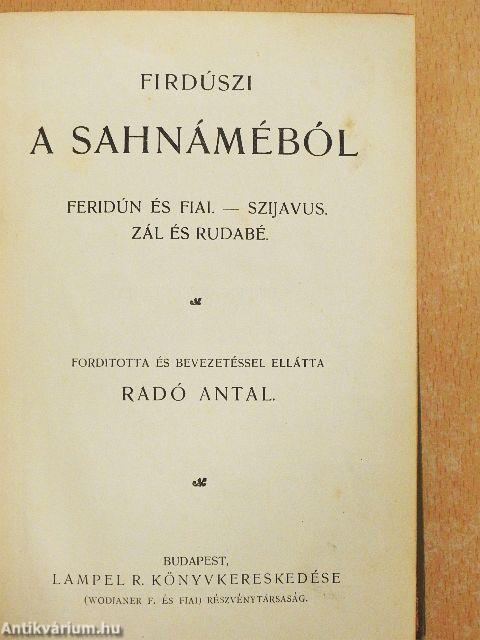 FIRDÚSZI
A SAHNÁMÉBÓL
FERIDÚN ÉS FIAI. — SZIJAVUS.
ZÁL ÉS RUDABÉ.
FORDITOTTA ÉS BEVEZETÉSSEL ELLÁTTA
RADÓ ANTAL.
BUDAPEST,
LAMPEL R. KÖNYVKERESKEDÉSE
(WODIANER F. ÉS FIAI) RÉSZVÉNYTÁRSASÁG.
Antikvárium.hu